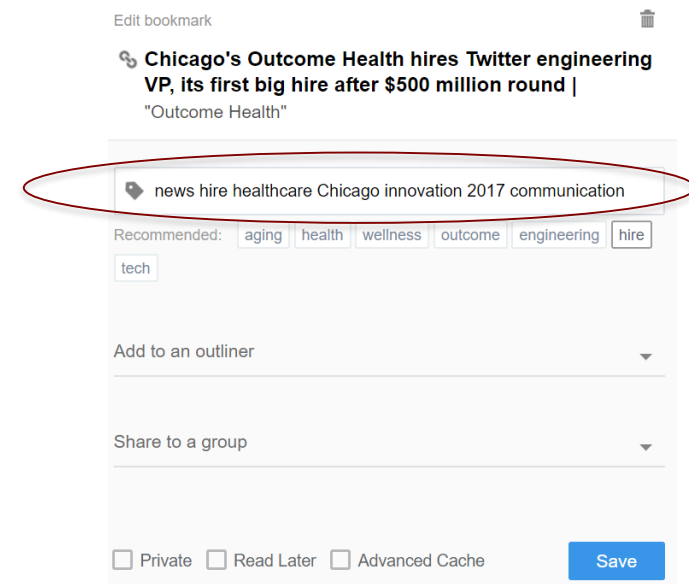 Edit bookmark
Chicago's Outcome Health hires Twitter engineering
VP, its first big hire after $500 million round |
"Outcome Health"
news hire healthcare Chicago innovation 2017 communication
Recommended: aging health wellness outcome engineering hire
tech
Add to an outliner
Share to a group
Private Read Later Advanced Cache Save